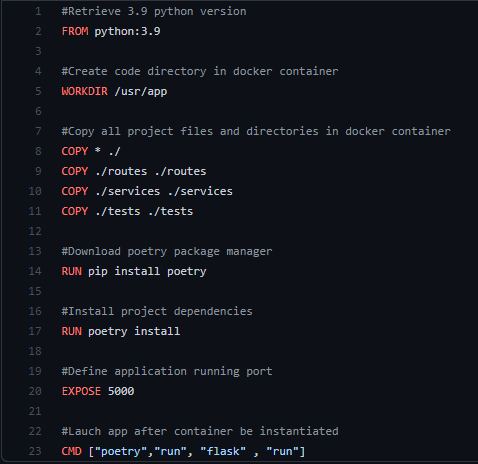 1 #Retrieve 3.9 python version
2 FROM python:3.9
3
4 #Create code directory in docker container
5 WORKDIR /usr/app
6
7 #Copy all project files and directories in docker container
8 COPY * ./
9 COPY ./routes ./routes
10 COPY ./services ./services
11 COPY ./tests ./tests
12
13 #Download poetry package manager
14 RUN pip install poetry
15
16 #Install project dependencies
17 RUN poetry install
18
19 #Define application running port
20 EXPOSE 5000
21
22 #Lauch app after container be instantiated
23 CMD ["poetry","run", "flask" , "run"]